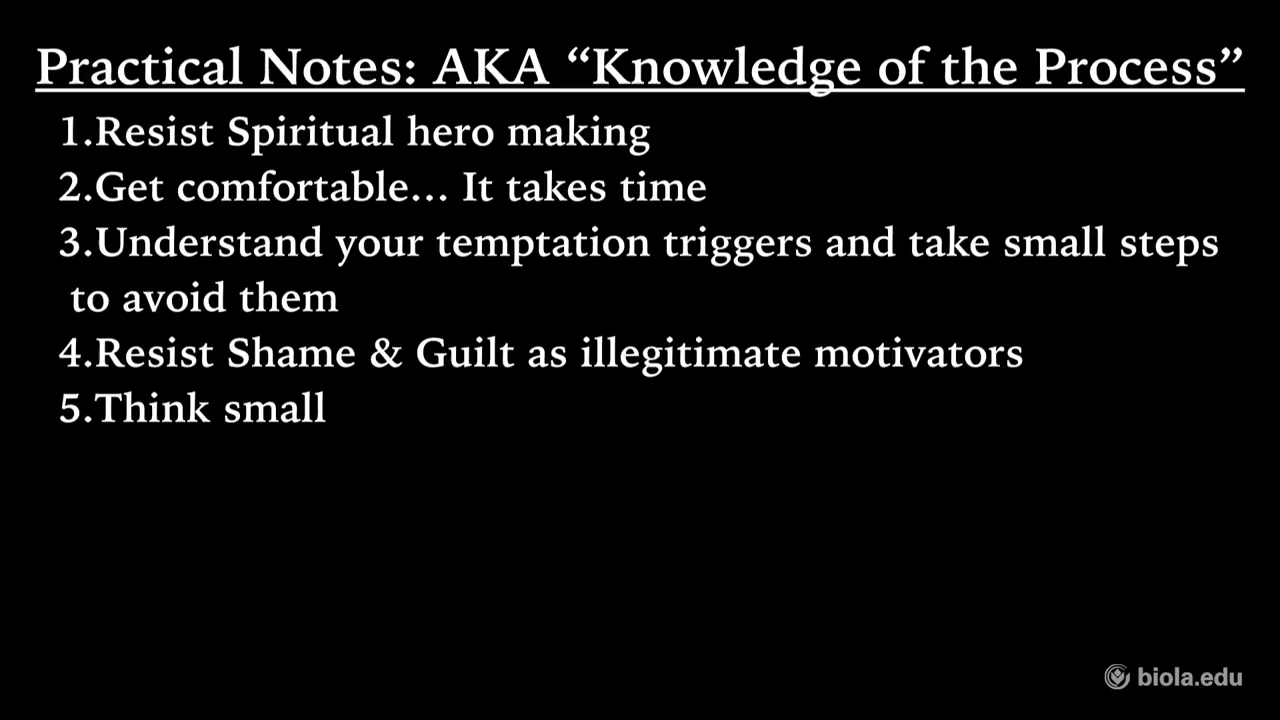 Practical Notes: AKA “Knowledge of the Process”
1.Resist Spiritual hero making
2.Get comfortable... It takes time
3.Understand your temptation triggers and take small steps
to avoid them
4.Resist Shame & Guilt as illegitimate motivators
5.Think small
biola.edu